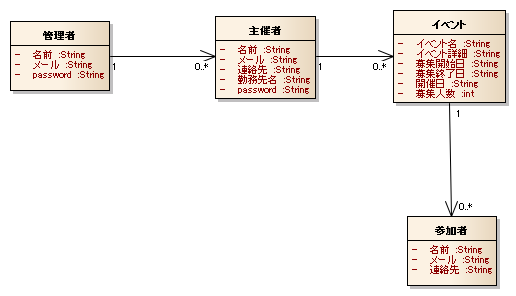 管理者
- 名前 :String
- メール :String
- password :String
1
0..*
主催者
- 名前 :String
- メール :String
- 連絡先 :String
- 勤務先名 :String
- password :String
1
0..*
イベント
- イベント名 :String
- イベント詳細 :String
- 募集開始日 :String
- 募集終了日 :String
- 開催日 :String
- 募集人数 :int
1
0..*
参加者
- 名前 :String
- メール :String
- 連絡先 :String